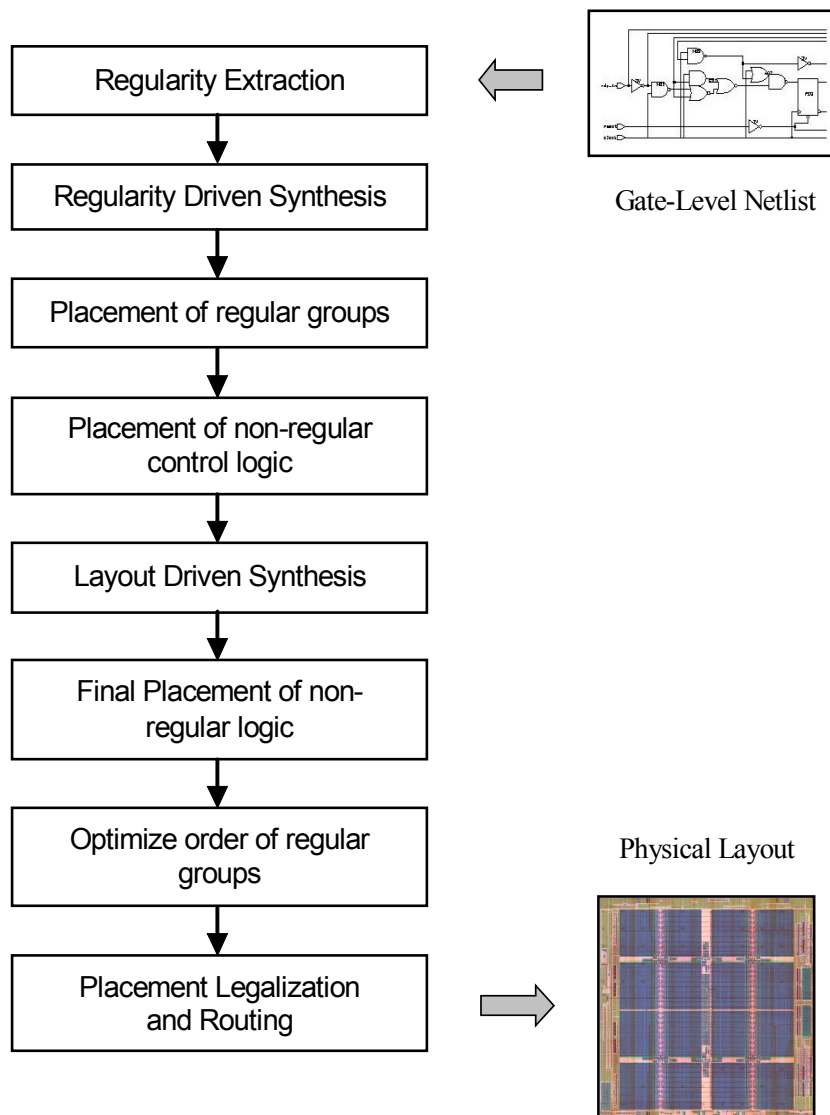 Regularity Extraction
Gate-Level Netlist
Regularity Driven Synthesis
Placement of regular groups
Placement of non-regular
control logic
Layout Driven Synthesis
Final Placement of non-
regular logic
Optimize order of regular
groups
Physical Layout
Placement Legalization
and Routing